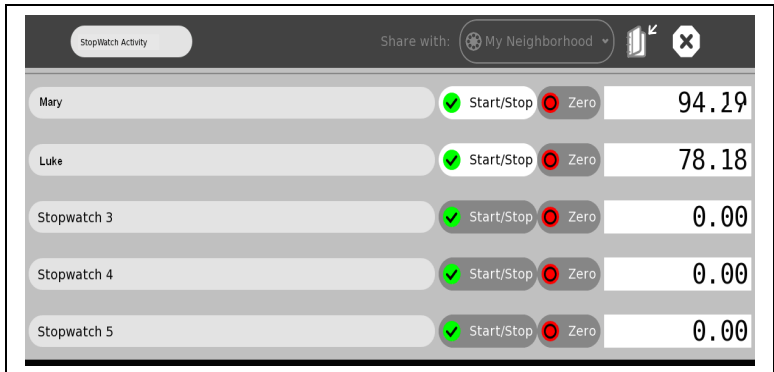 StopWatch Activity Share with: My Neighborhood
Mary Start/Stop Zero 94.29
Luke Start/Stop Zero 78.18
Stopwatch 3 Start/Stop Zero 0.00
Stopwatch 4 Start/Stop Zero 0.00
Stopwatch 5 Start/Stop Zero 0.00